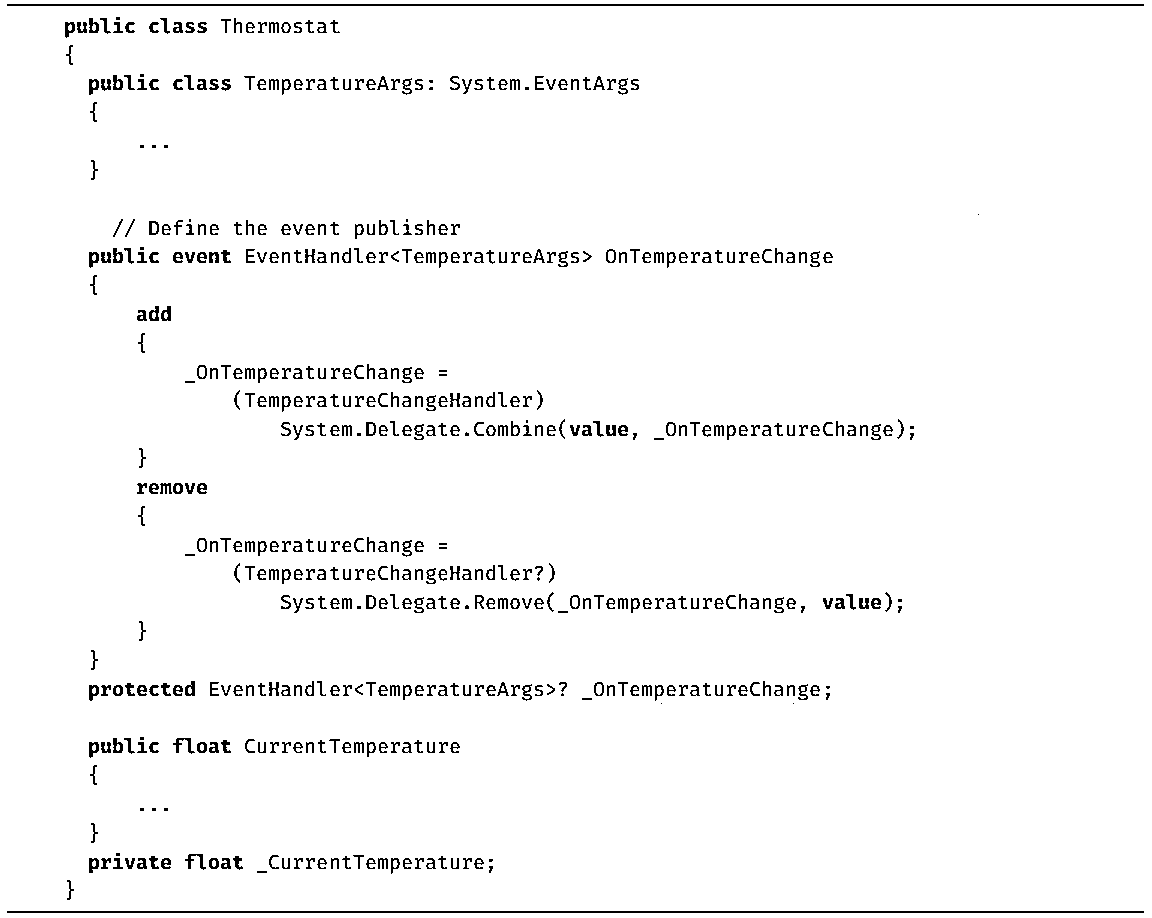 public class Thermostat
{
public class TemperatureArgs: System.EventArgs
{
...
}
// Define the event publisher
public event EventHandler<TemperatureArgs> OnTemperatureChange
{
add
{
_OnTemperatureChange =
(TemperatureChangeHandler)
System.Delegate.Combine(value, _OnTemperatureChange);
}
remove
{
_OnTemperatureChange =
(TemperatureChangeHandler?)
System.Delegate.Remove(_OnTemperatureChange, value);
}
}
protected EventHandler<TemperatureArgs>? _OnTemperatureChange;
public float CurrentTemperature
{
...
}
private float _CurrentTemperature;
}